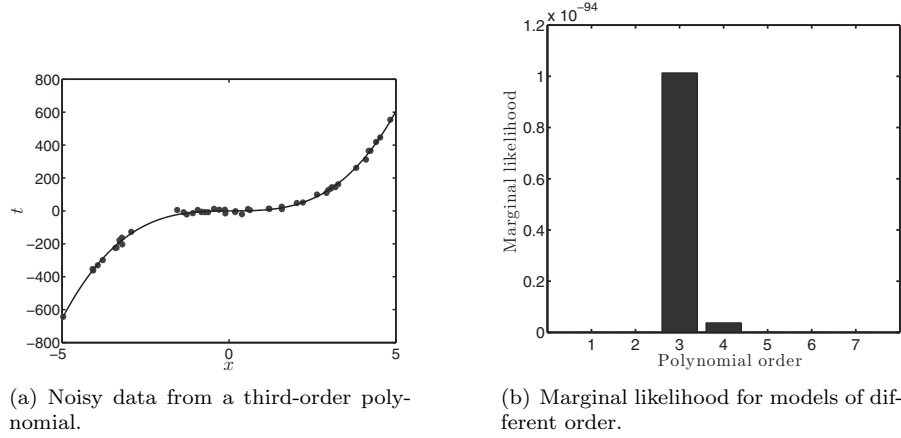 800
600
400
200
0
−200
−400
−600
−800
−5
0
5
x
t
(a) Noisy data from a third-order poly-
nomial.
x 10−94
1.2
1
0.8
0.6
0.4
0.2
0
1 2 3 4 5 6 7
Polynomial order
Marginal likelihood
(b) Marginal likelihood for models of dif-
ferent order.